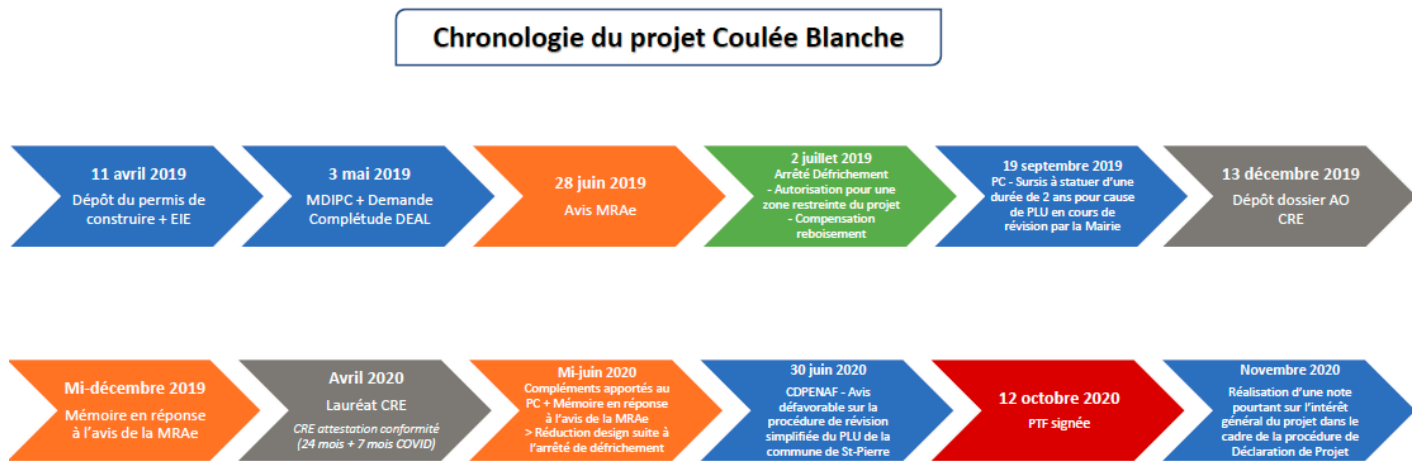 Chronologie du projet Coulée Blanche
11 avril 2019
Dépôt du permis de
construire + EIE
3 mai 2019
MDIPC + Demande
Complétude DEAL
28 juin 2019
Avis MRAe
2 juillet 2019
Arrêté Défrichement
- Autorisation pour une
zone restreinte du projet
- Compensation
reboisement
19 septembre 2019
PC - Sursis à statuer d'une
durée de 2 ans pour cause
de PLU en cours de
révision par la Mairie
13 décembre 2019
Dépôt dossier AO
CRE
Mi-décembre 2019
Mémoire en réponse
à l'avis de la MRAe
Avril 2020
Lauréat CRE
CRE attestation conformité
(24 mois + 7 mois COVID)
Mi-juin 2020
Compléments apportés au
PC + Mémoire en réponse
à l'avis de la MRAe
> Réduction design suite à
l'arrêté de défrichement
30 juin 2020
CDPENAF - Avis
défavorable sur la
procédure de révision
simplifiée du PLU de la
commune de St-Pierre
12 octobre 2020
PTF signée
Novembre 2020
Réalisation d'une note
pourtant sur l'intérêt
général du projet dans le
cadre de la procédure de
Déclaration de Projet